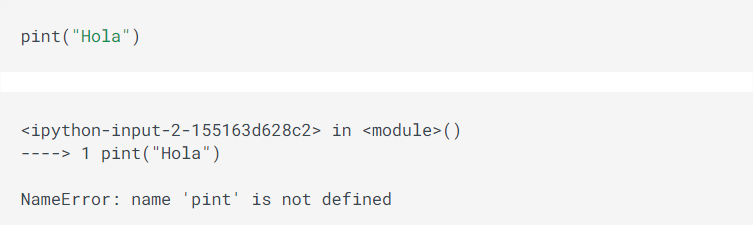 pint("Hola")
<ipython-input-2-155163d628c2> in <module>()
----> 1 pint("Hola")
NameError: name 'pint' is not defined